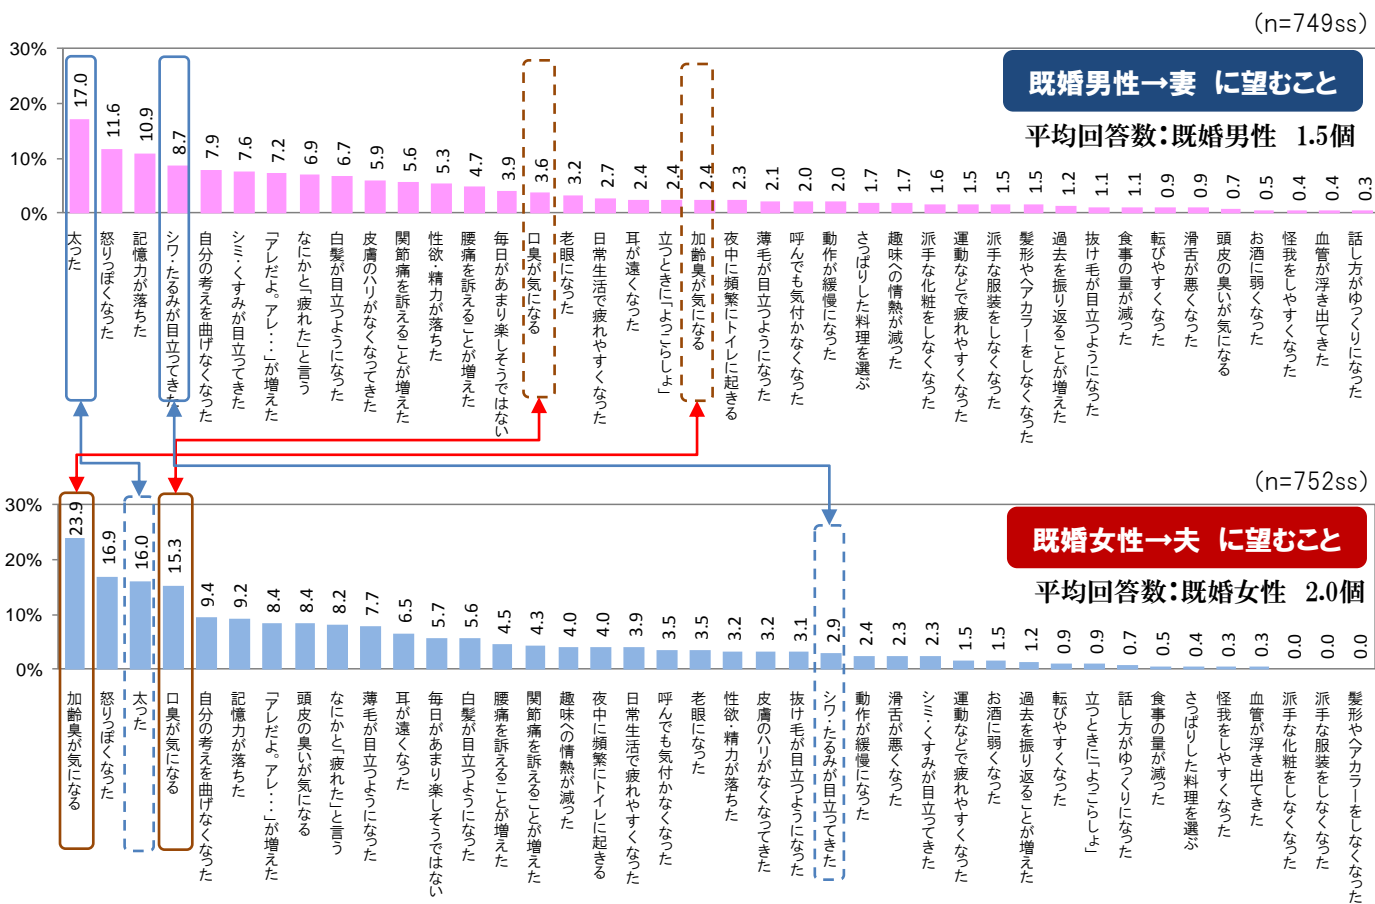 (n=749ss)
既婚男性→妻 に望むこと
平均回答数：既婚男性 1.5個
30%
20%
10%
0%
17.0
11.6
10.9
8.7
7.9
7.6
7.2
6.9
6.7
5.9
5.6
5.3
4.7
3.9
3.6
3.2
2.7
2.4
2.4
2.4
2.3
2.1
2.0
2.0
1.7
1.7
1.6
1.5
1.5
1.5
1.2
1.1
1.1
0.9
0.9
0.7
0.5
0.4
0.4
0.3
太った
怒りっぽくなった
記憶力が落ちた
シワ・たるみが目立ってきた
自分の考えを曲げなくなった
シミ・くすみが目立ってきた
「アレだよ。アレ・・・」が増えた
なにかと「疲れた」と言う
白髪が目立つようになった
皮膚のハリがなくなってきた
関節痛を訴えることが増えた
性欲・精力が落ちた
腰痛を訴えることが増えた
毎日があまり楽しそうではない
口臭が気になる
老眼になった
日常生活で疲れやすくなった
耳が遠くなった
立つときに「よっこらしょ」
加齢臭が気になる
夜中に頻繁にトイレに起きる
薄毛が目立つようになった
呼んでも気付かなくなった
動作が緩慢になった
さっぱりした料理を選ぶ
趣味への情熱が減った
派手な化粧をしなくなった
運動などで疲れやすくなった
派手な服装をしなくなった
髪形やヘアカラーをしなくなった
過去を振り返ることが増えた
抜け毛が目立つようになった
食事の量が減った
転びやすくなった
滑舌が悪くなった
頭皮の臭いが気になる
お酒に弱くなった
怪我をしやすくなった
血管が浮き出てきた
話し方がゆっくりになった
(n=752ss)
既婚女性→夫 に望むこと
平均回答数：既婚女性 2.0個
30%
20%
10%
0%
23.9
16.9
16.0
15.3
9.4
9.2
8.4
8.4
8.2
7.7
6.5
5.7
5.6
4.5
4.3
4.0
4.0
3.9
3.5
3.5
3.2
3.2
3.1
2.9
2.4
2.3
2.3
1.5
1.5
1.2
0.9
0.9
0.7
0.5
0.4
0.3
0.3
0.0
0.0
0.0
加齢臭が気になる
怒りっぽくなった
太った
口臭が気になる
自分の考えを曲げなくなった
記憶力が落ちた
「アレだよ。アレ・・・」が増えた
頭皮の臭いが気になる
なにかと「疲れた」と言う
薄毛が目立つようになった
耳が遠くなった
毎日があまり楽しそうではない
白髪が目立つようになった
腰痛を訴えることが増えた
関節痛を訴えることが増えた
趣味への情熱が減った
夜中に頻繁にトイレに起きる
日常生活で疲れやすくなった
呼んでも気付かなくなった
老眼になった
性欲・精力が落ちた
皮膚のハリがなくなってきた
抜け毛が目立つようになった
シワ・たるみが目立ってきた
動作が緩慢になった
滑舌が悪くなった
シミ・くすみが目立ってきた
運動などで疲れやすくなった
お酒に弱くなった
過去を振り返ることが増えた
転びやすくなった
立つときに「よっこらしょ」
話し方がゆっくりになった
食事の量が減った
さっぱりした料理を選ぶ
怪我をしやすくなった
血管が浮き出てきた
派手な化粧をしなくなった
派手な服装をしなくなった
髪形やヘアカラーをしなくなった